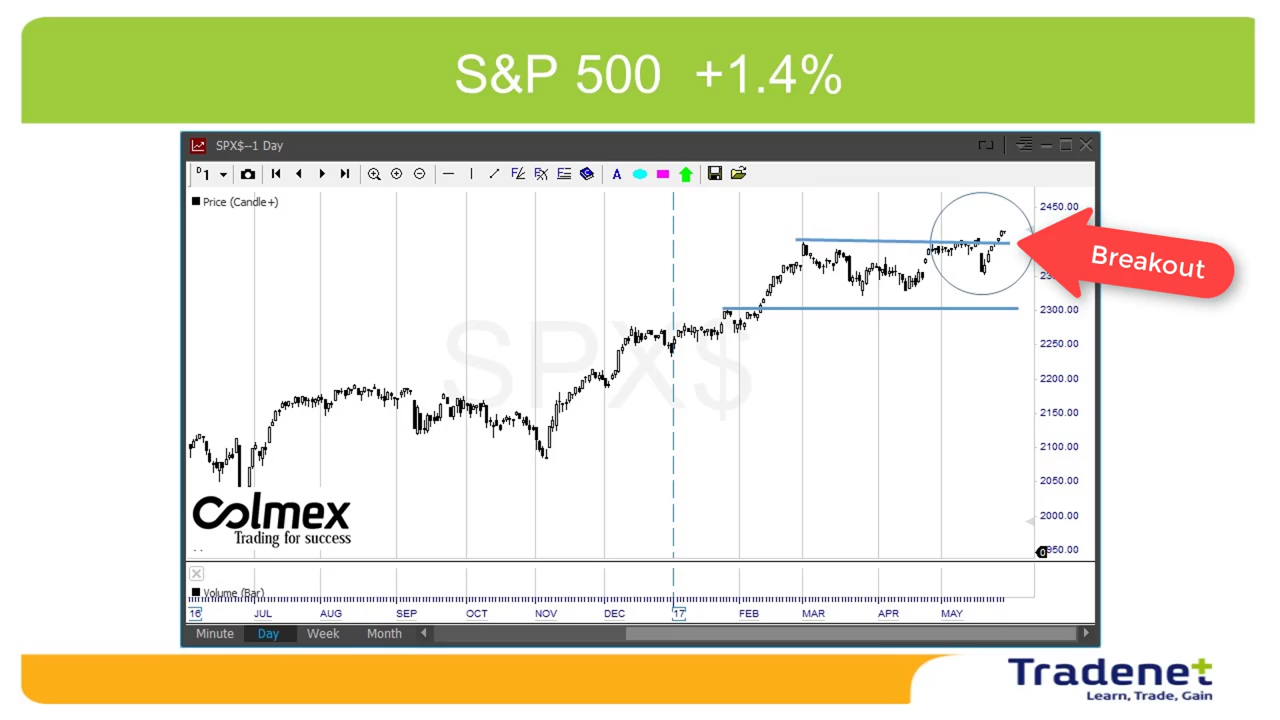 S&P 500 +1.4%
SPX$--1 Day
D1
A
Price (Candle+)
2450.00
Breakout
2300.00
2250.00
SPX$
2200.00
2150.00
2100.00
2050.00
2000.00
Colmex
Trading for success
Volume (Bar)
16 JUL AUG SEP OCT NOV DEC 17 FEB MAR APR MAY
Minute Day Week Month
Tradenet
Learn, Trade, Gain